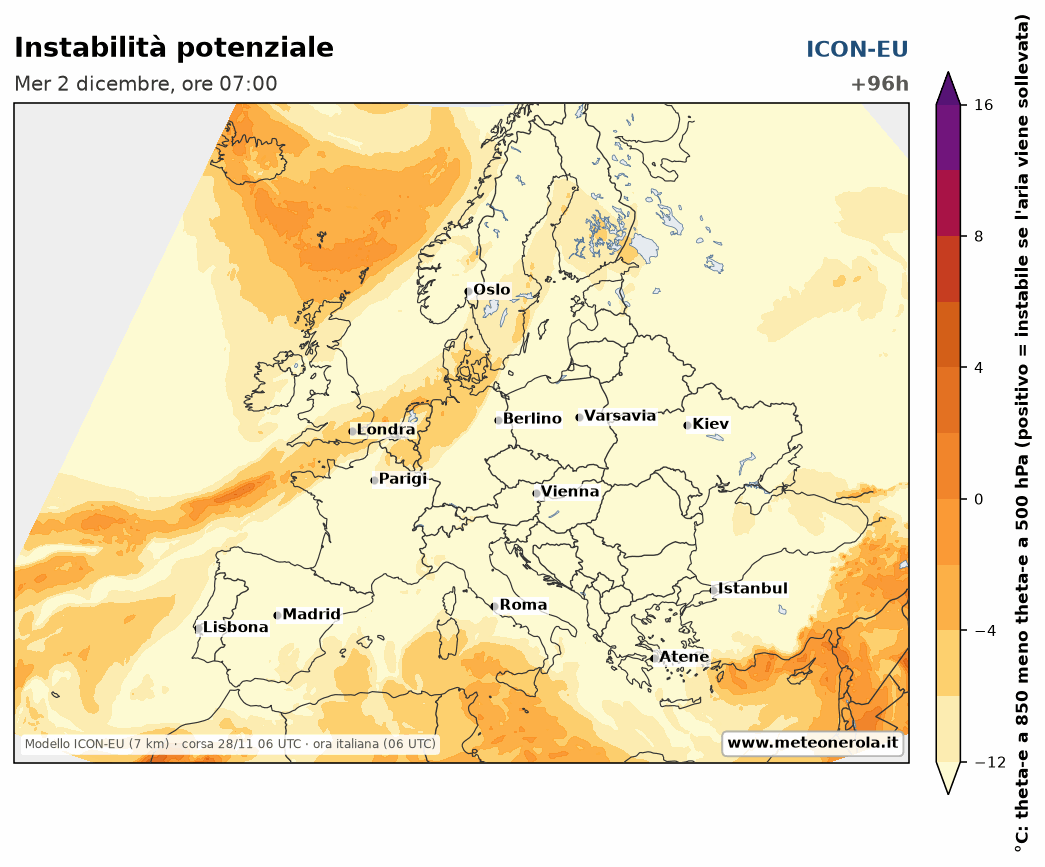 Instabilità potenziale
ICON-EU
Mer 2 dicembre, ore 07:00
+96h
16
8
4
0
−4
−12
°C: theta-e a 850 meno theta-e a 500 hPa (positivo = instabile se l'aria viene sollevata)
Oslo
Berlino
Varsavia
Kiev
Londra
Parigi
Vienna
Istanbul
Roma
Madrid
Lisbona
Atene
Modello ICON-EU (7 km) · corsa 28/11 06 UTC · ora italiana (06 UTC)
www.meteonerola.it